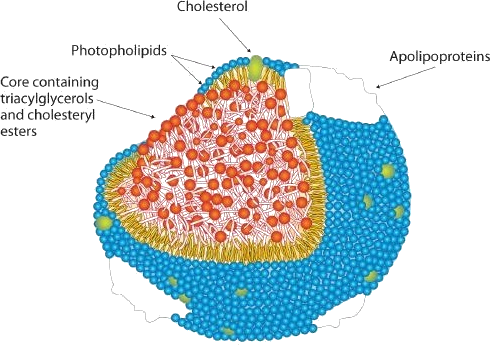 Cholesterol
Photopholipids
Apolipoproteins
Core containing
triacylglycerols
and cholesteryl
esters